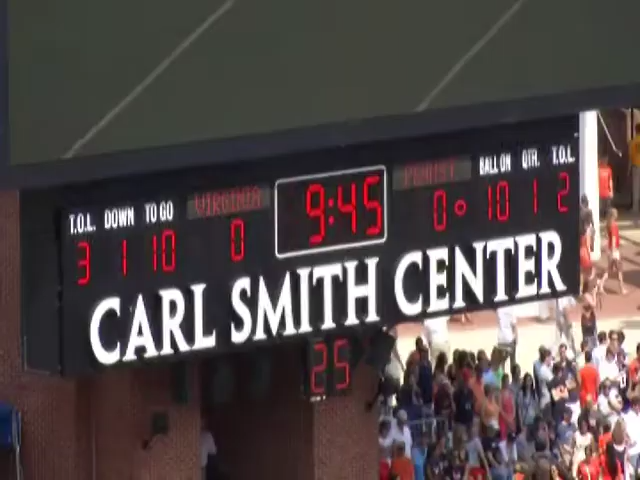 VIRGINIA
T.O.L. DOWN TO GO 9:45 BALL ON QTR. T.O.L.
3 1 10 0 0 10 1 2
CARL SMITH CENTER
25